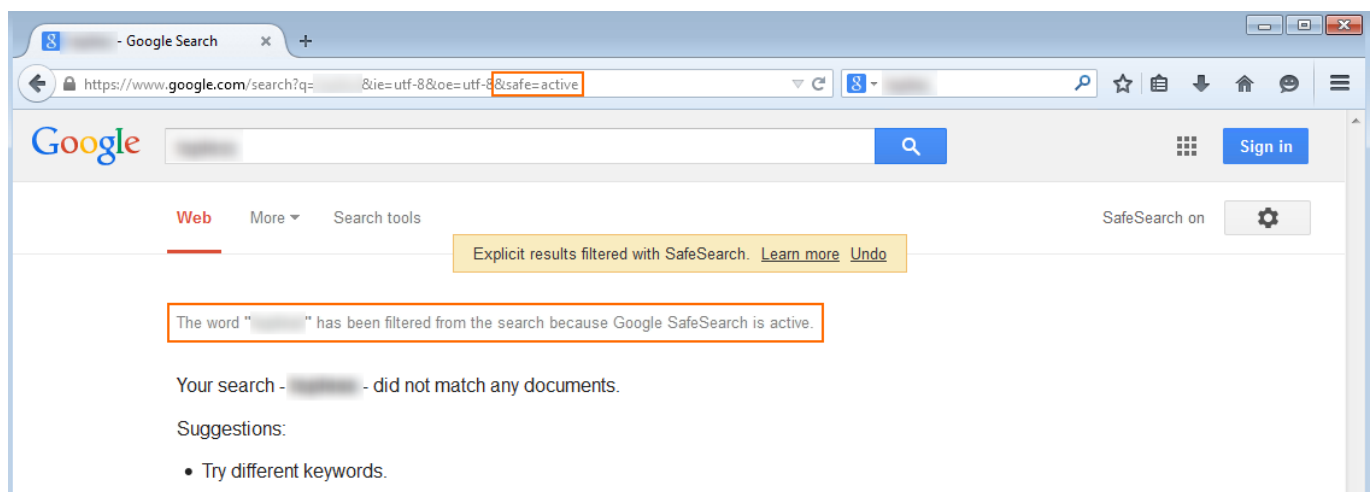 - Google Search
https://www.google.com/search?q= &ie=utf-8&oe=utf-8&safe=active
Google
Sign in
Web More Search tools SafeSearch on
Explicit results filtered with SafeSearch. Learn more Undo
The word " " has been filtered from the search because Google SafeSearch is active.
Your search - - did not match any documents.
Suggestions:
• Try different keywords.